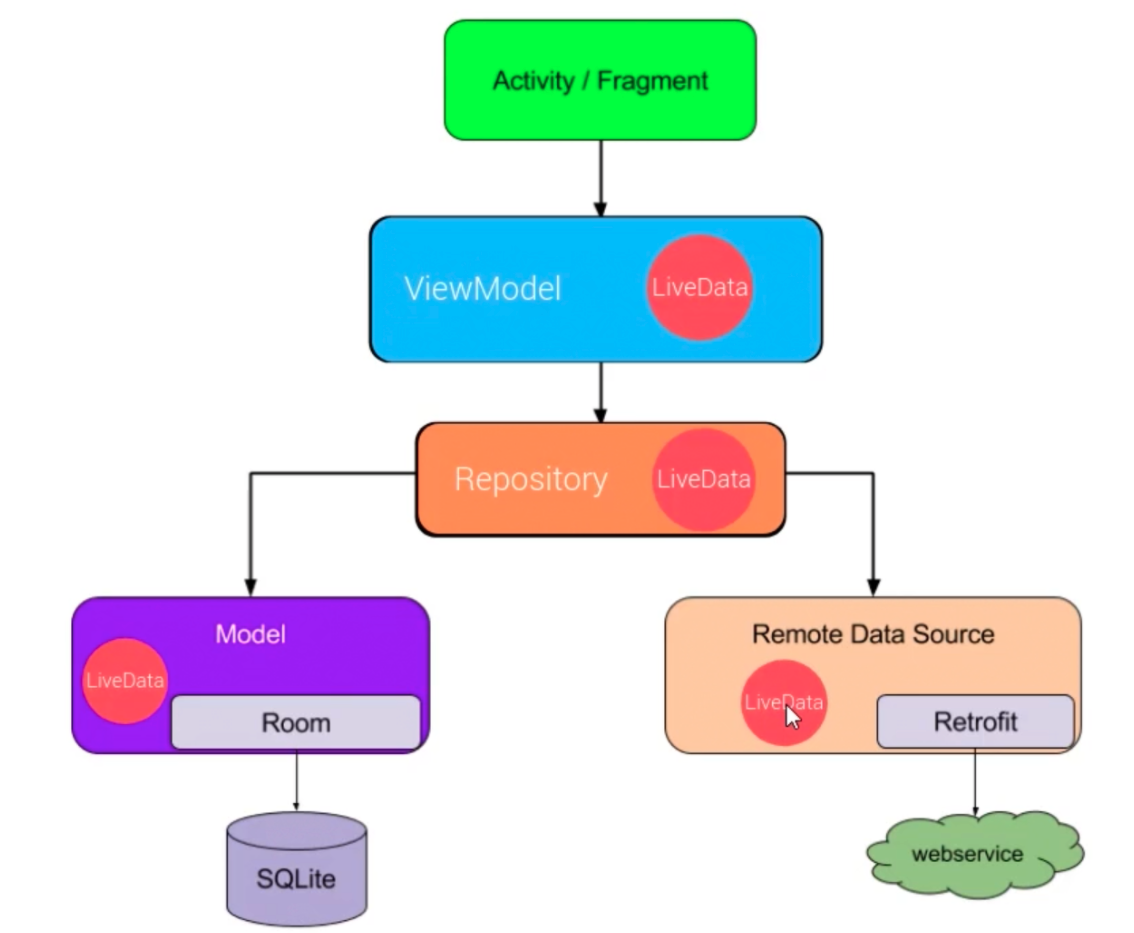 Activity / Fragment
ViewModel
LiveData
Repository
LiveData
Model
LiveData
Room
SQLite
Remote Data Source
LiveData
Retrofit
webservice